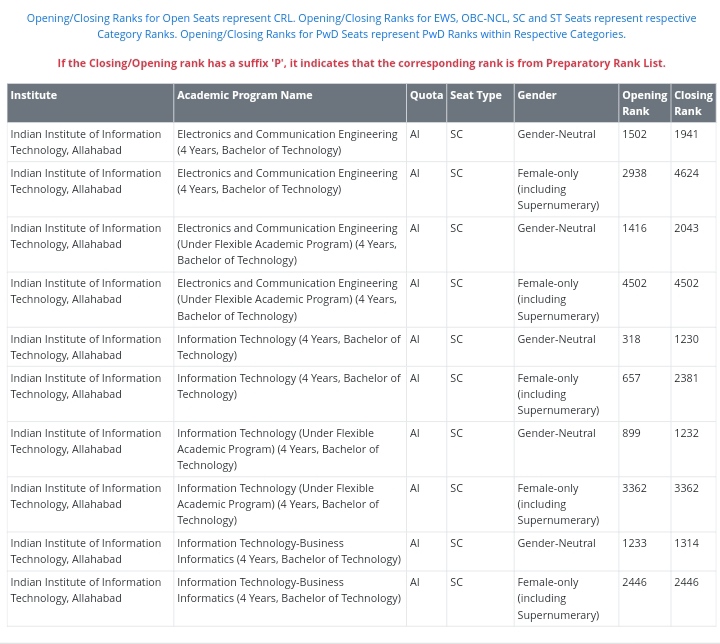 Opening/Closing Ranks for Open Seats represent CRL. Opening/Closing Ranks for EWS, OBC-NCL, SC and ST Seats represent respective
Category Ranks. Opening/Closing Ranks for PwD Seats represent PwD Ranks within Respective Categories.
If the Closing/Opening rank has a suffix 'P', it indicates that the corresponding rank is from Preparatory Rank List.
Institute Academic Program Name Quota Seat Type Gender Opening Closing
Rank Rank
Indian Institute of Information Electronics and Communication Engineering AI SC Gender-Neutral 1502 1941
Technology, Allahabad (4 Years, Bachelor of Technology)
Indian Institute of Information Electronics and Communication Engineering AI SC Female-only 2938 4624
Technology, Allahabad (4 Years, Bachelor of Technology) (including
Supernumerary)
Indian Institute of Information Electronics and Communication Engineering AI SC Gender-Neutral 1416 2043
Technology, Allahabad (Under Flexible Academic Program) (4 Years,
Bachelor of Technology)
Indian Institute of Information Electronics and Communication Engineering AI SC Female-only 4502 4502
Technology, Allahabad (Under Flexible Academic Program) (4 Years, (including
Bachelor of Technology) Supernumerary)
Indian Institute of Information Information Technology (4 Years, Bachelor of AI SC Gender-Neutral 318 1230
Technology, Allahabad Technology)
Indian Institute of Information Information Technology (4 Years, Bachelor of AI SC Female-only 657 2381
Technology, Allahabad Technology) (including
Supernumerary)
Indian Institute of Information Information Technology (Under Flexible AI SC Gender-Neutral 899 1232
Technology, Allahabad Academic Program) (4 Years, Bachelor of
Technology)
Indian Institute of Information Information Technology (Under Flexible AI SC Female-only 3362 3362
Technology, Allahabad Academic Program) (4 Years, Bachelor of (including
Technology) Supernumerary)
Indian Institute of Information Information Technology-Business AI SC Gender-Neutral 1233 1314
Technology, Allahabad Informatics (4 Years, Bachelor of Technology)
Indian Institute of Information Information Technology-Business AI SC Female-only 2446 2446
Technology, Allahabad Informatics (4 Years, Bachelor of Technology) (including
Supernumerary)